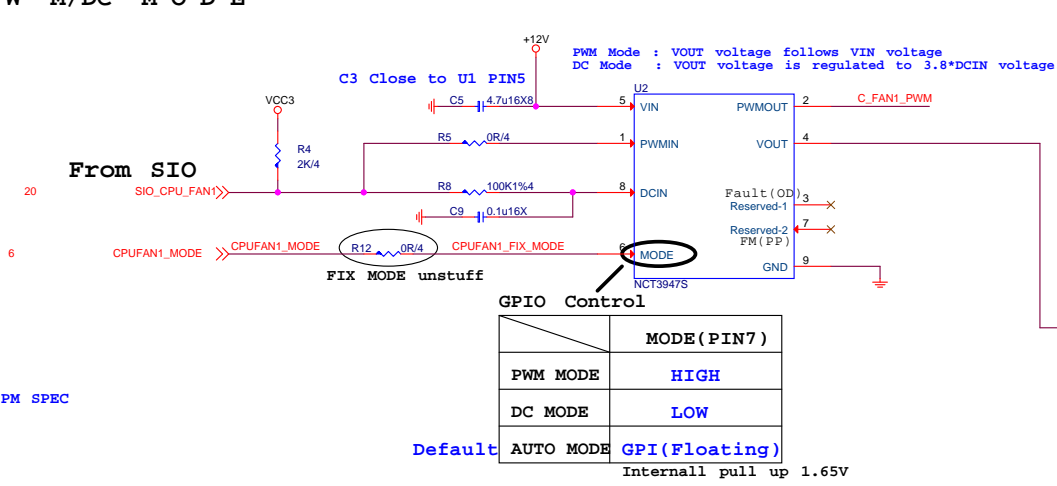 M/DC M O D E
+12V
PWM Mode : VOUT voltage follows VIN voltage
DC Mode : VOUT voltage is regulated to 3.8*DCIN voltage
C3 Close to U1 PIN5
U2
VCC3
C5 4.7u16X8
5 VIN
PWMOUT 2
C_FAN1_PWM
R4
2K/4
R5 0R/4
1 PWMIN
VOUT 4
From SIO
20
SIO_CPU_FAN1
R8 100K1%4
8 DCIN
Fault(OD)
Reserved-1 3
C9 0.1u16X
Reserved-2 7
FM(PP)
6
CPUFAN1_MODE
CPUFAN1_MODE
R12 0R/4
CPUFAN1_FIX_MODE
6 MODE
GND 9
FIX MODE unstuff
NCT3947S
GPIO Control
MODE(PIN7)
PWM MODE HIGH
PM SPEC
DC MODE LOW
Default AUTO MODE GPI(Floating)
Internall pull up 1.65V